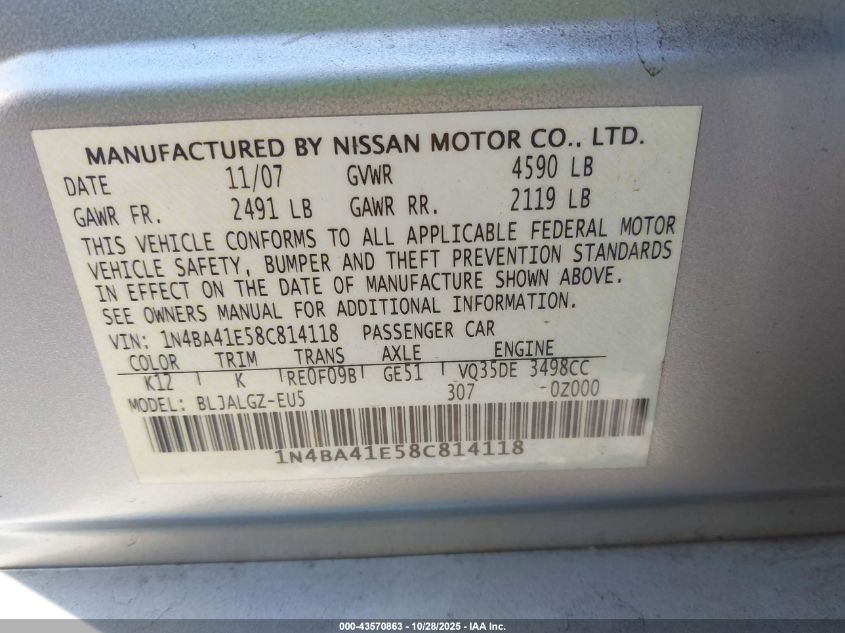 MANUFACTURED BY NISSAN MOTOR CO., LTD.
DATE 11/07 GVWR 4590 LB
GAWR FR. 2491 LB GAWR RR. 2119 LB
THIS VEHICLE CONFORMS TO ALL APPLICABLE FEDERAL MOTOR
VEHICLE SAFETY, BUMPER AND THEFT PREVENTION STANDARDS
IN EFFECT ON THE DATE OF MANUFACTURE SHOWN ABOVE.
SEE OWNERS MANUAL FOR ADDITIONAL INFORMATION.
VIN: 1N4BA41E58C814118 PASSENGER CAR
COLOR TRIM TRANS AXLE ENGINE
K12 K RE0F09B GE51 VQ35DE 3498CC
MODEL: BLJALGZ-EU5 307 -0Z000
1N4BA41E58C814118
000-43570863 - 10/28/2025 - IAA Inc.